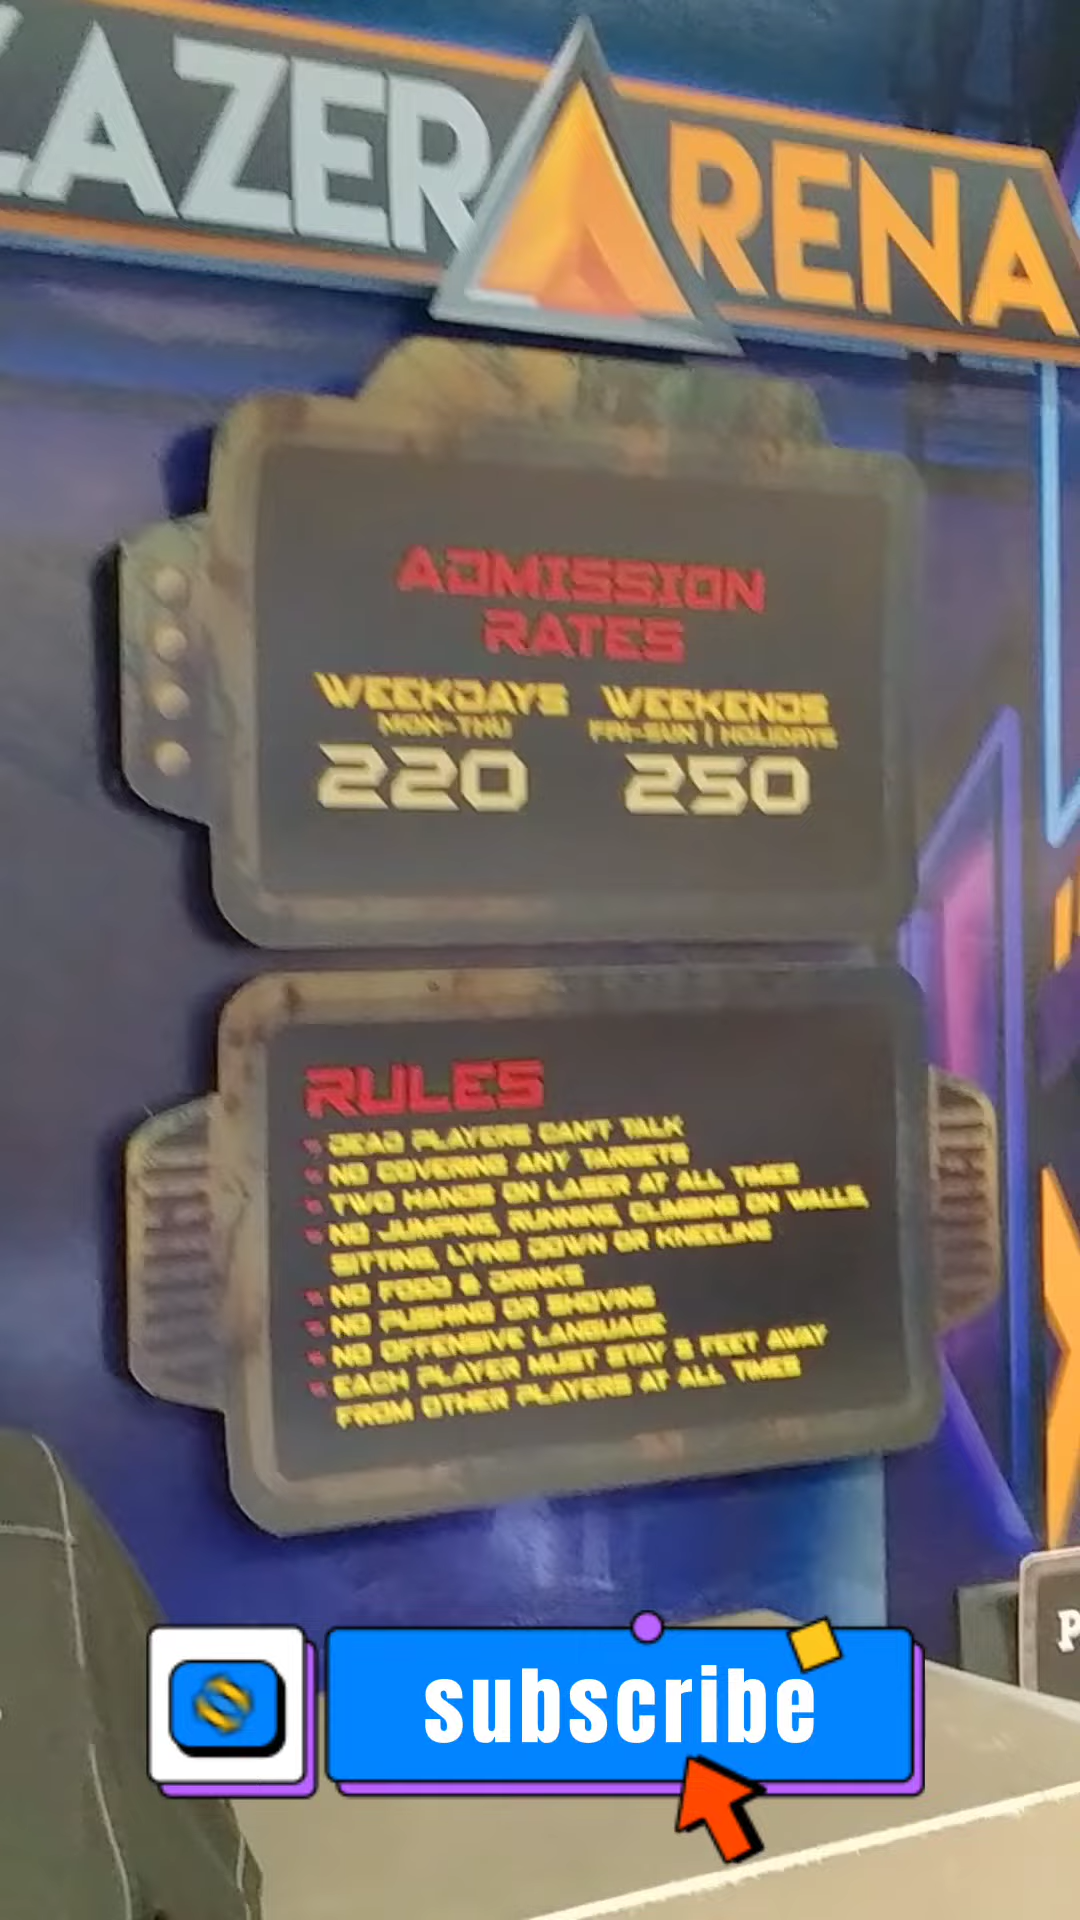 LAZER ARENA
ADMISSION
RATES
WEEKDAYS WEEKENDS
MON-THU FRI-SUN | HOLIDAYS
220 250
RULES
DEAD PLAYERS CAN'T TALK
NO COVERING ANY TARGETS
TWO HANDS ON LASER AT ALL TIMES
NO JUMPING, RUNNING, CLIMBING ON WALLS,
SITTING, LYING DOWN OR KNEELING
NO FOOD & DRINKS
NO PUSHING OR SHOVING
NO OFFENSIVE LANGUAGE
EACH PLAYER MUST STAY FEET AWAY
FROM OTHER PLAYERS AT ALL TIMES
P
subscribe